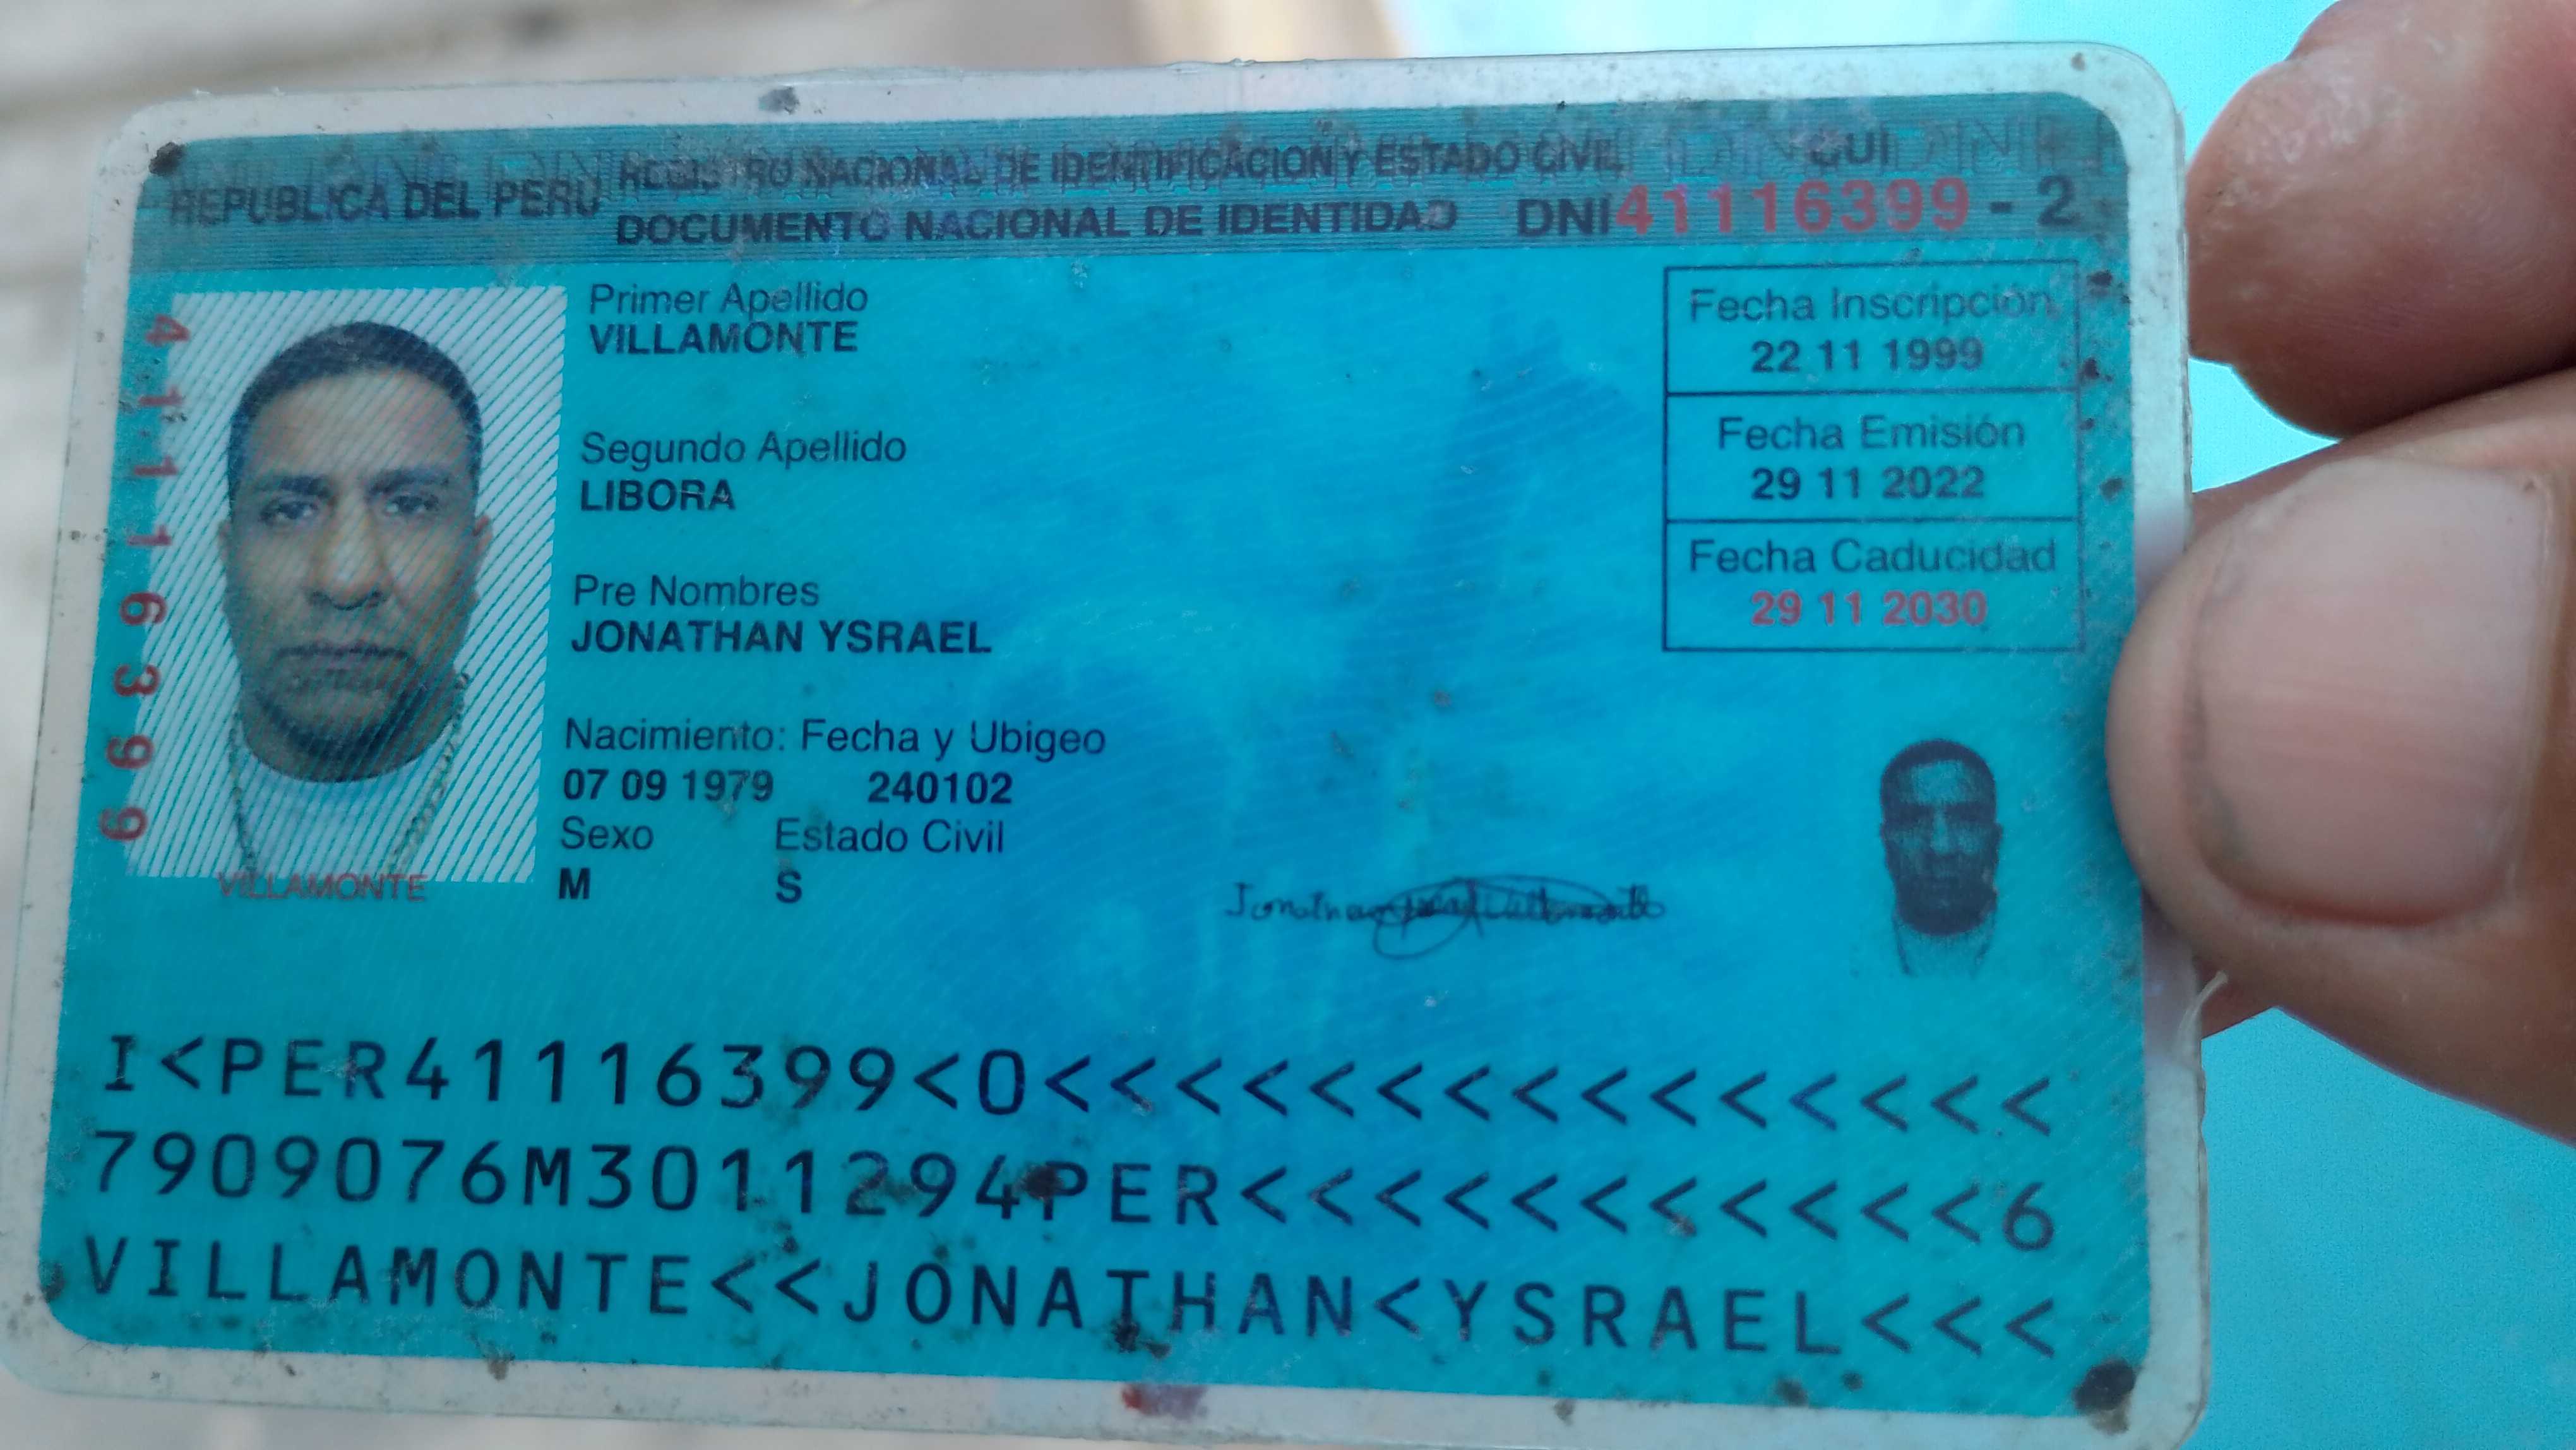 REPUBLICA DEL PERU
REGISTRO NACIONAL DE IDENTIFICACION Y ESTADO CIVIL
DOCUMENTO NACIONAL DE IDENTIDAD
CUI
DNI 41116399 - 2
41116399
Primer Apellido
VILLAMONTE
Segundo Apellido
LIBORA
Pre Nombres
JONATHAN YSRAEL
Nacimiento: Fecha y Ubigeo
07 09 1979 240102
Sexo Estado Civil
M S
Fecha Inscripción
22 11 1999
Fecha Emisión
29 11 2022
Fecha Caducidad
29 11 2030
VILLAMONTE
Jonathan
I<PER41116399<0<<<<<<<<<<<<<<<<
7909076M3011294PER<<<<<<<<<<<<6
VILLAMONTE<<JONATHAN<YSRAEL<<<